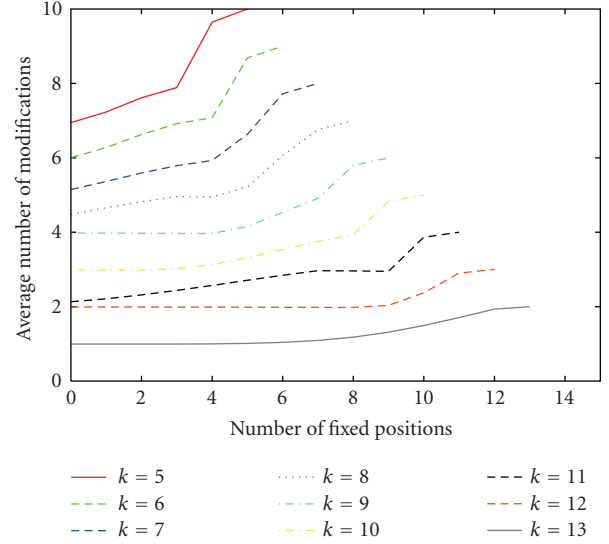 10
8
6
4
2
0
Average number of modifications
0 2 4 6 8 10 12 14
Number of fixed positions
k = 5 k = 8 k = 11
k = 6 k = 9 k = 12
k = 7 k = 10 k = 13